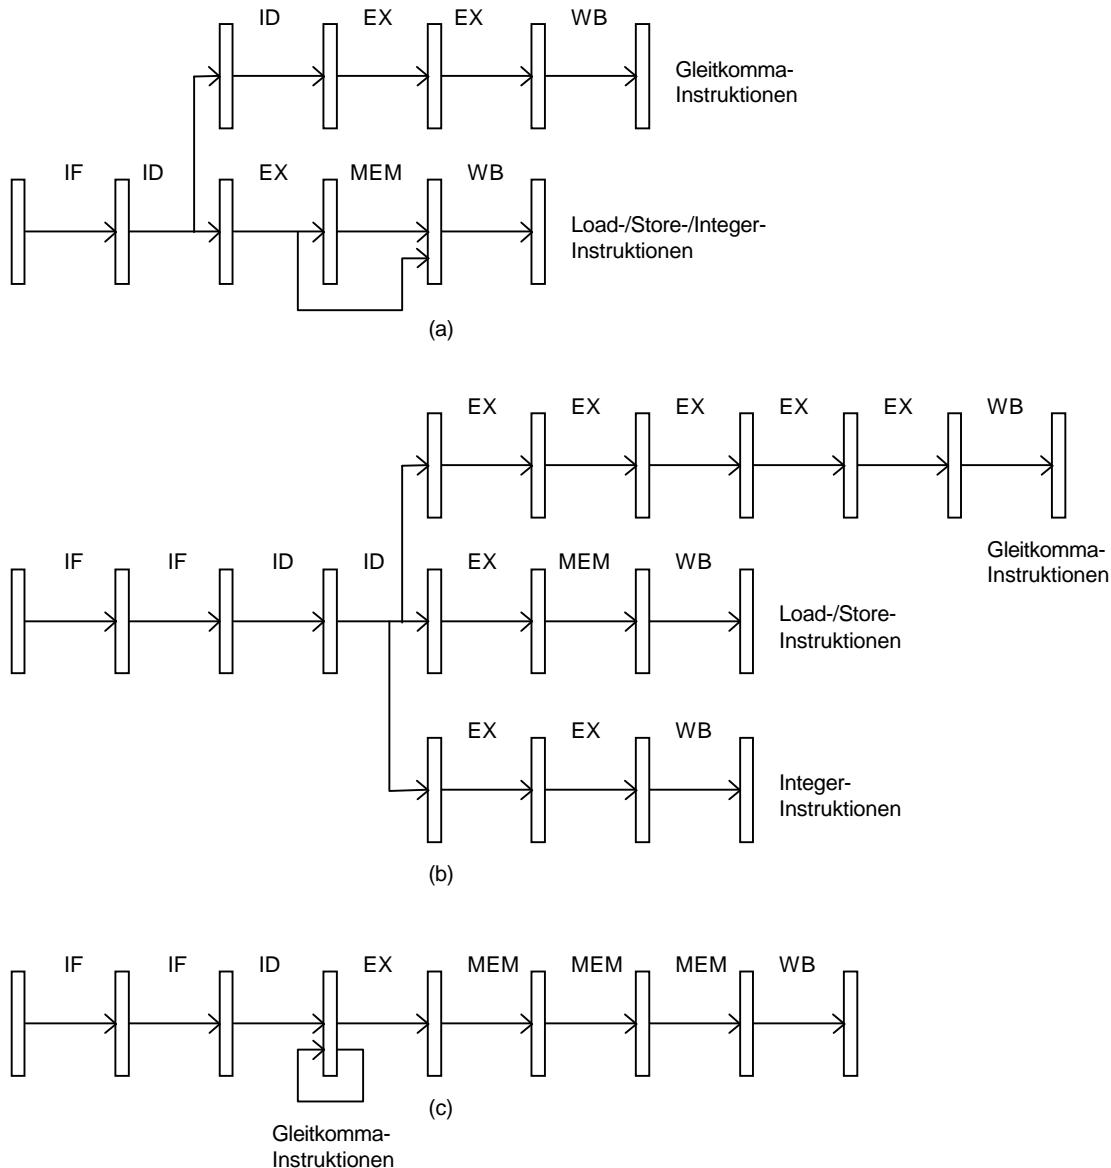 ID EX EX WB
Gleitkomma-
Instruktionen
IF ID EX MEM WB
Load-/Store-/Integer-
Instruktionen
(a)
EX EX EX EX EX WB
Gleitkomma-
Instruktionen
IF IF ID ID EX MEM WB
Load-/Store-
Instruktionen
EX EX WB
Integer-
Instruktionen
(b)
IF IF ID EX MEM MEM MEM WB
(c)
Gleitkomma-
Instruktionen